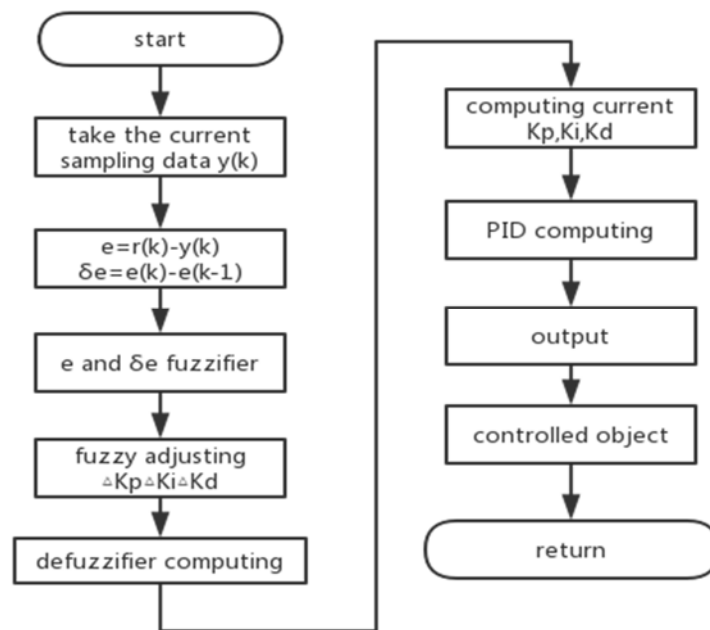 start
take the current
sampling data y(k)
e=r(k)-y(k)
δe=e(k)-e(k-1)
e and δe fuzzifier
fuzzy adjusting
△Kp△Ki△Kd
defuzzifier computing
computing current
Kp,Ki,Kd
PID computing
output
controlled object
return